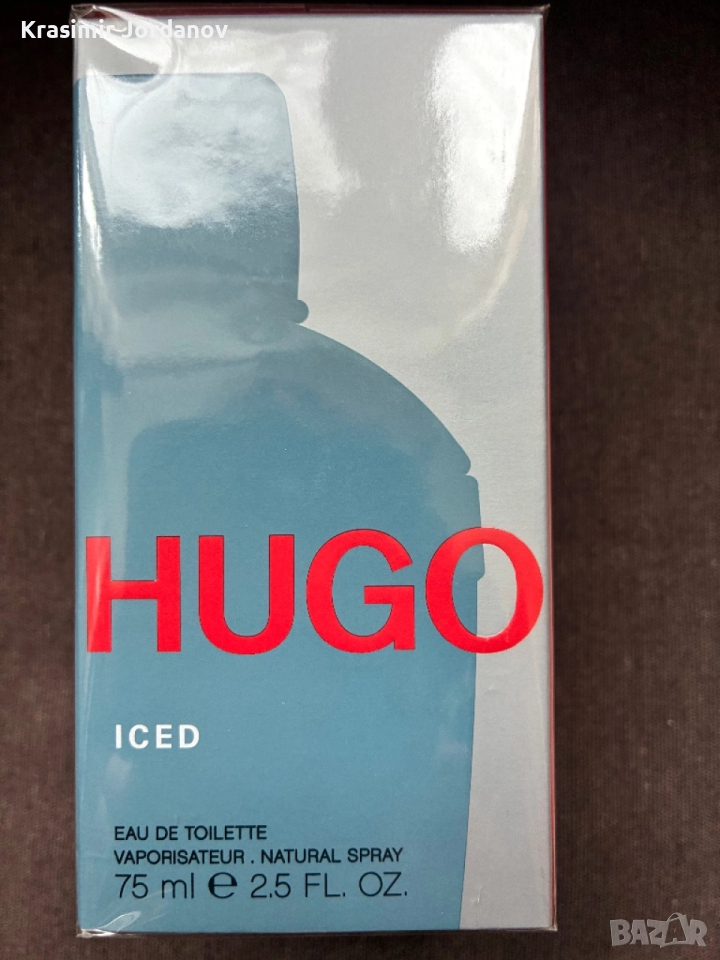 Krasimir Jordanov
HUGO
ICED
EAU DE TOILETTE
VAPORISATEUR . NATURAL SPRAY
75 ml ℮ 2.5 FL. OZ.
BAZAR